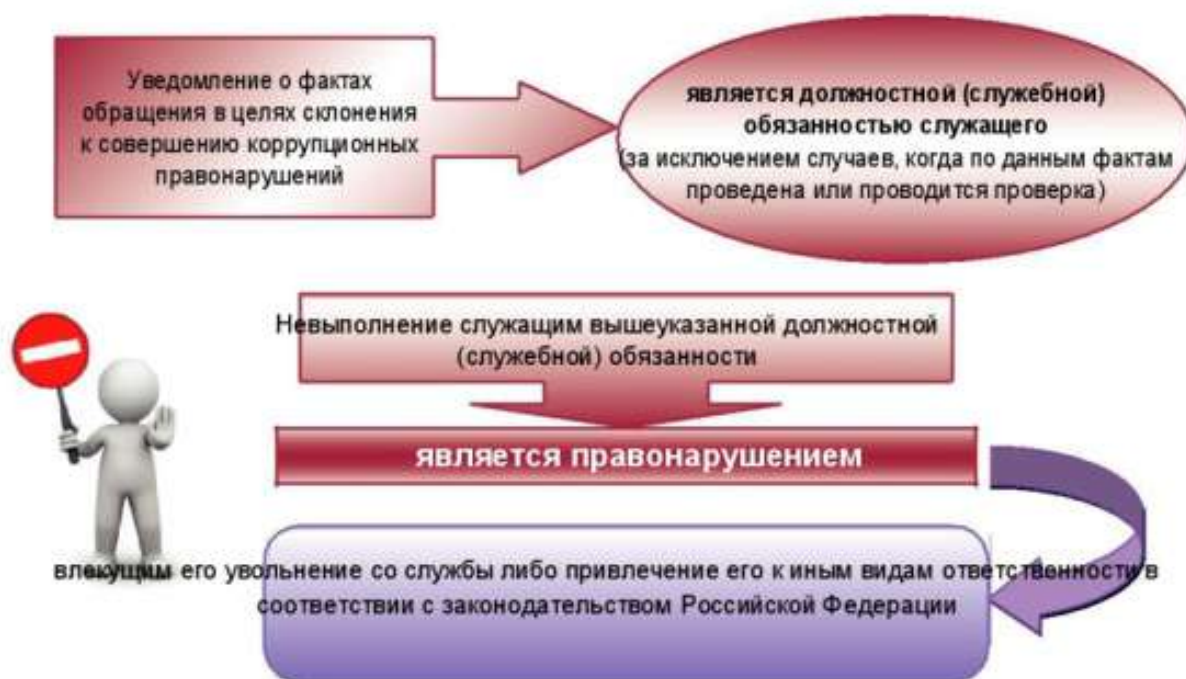 Уведомление о фактах
обращения в целях склонения
к совершению коррупционных
правонарушений
является должностной (служебной)
обязанностью служащего
(за исключением случаев, когда по данным фактам
проведена или проводится проверка)
Невыполнение служащим вышеуказанной должностной
(служебной) обязанности
является правонарушением
влекущим его увольнение со службы либо привлечение его к иным видам ответственности в
соответствии с законодательством Российской Федерации